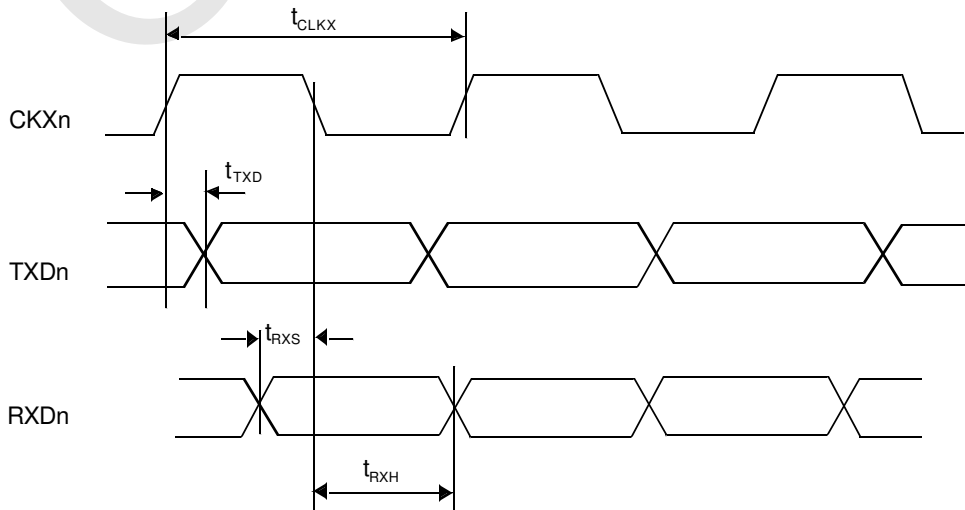 tCLKX
CKXn
tTXD
TXDn
tRXS
RXDn
tRXH